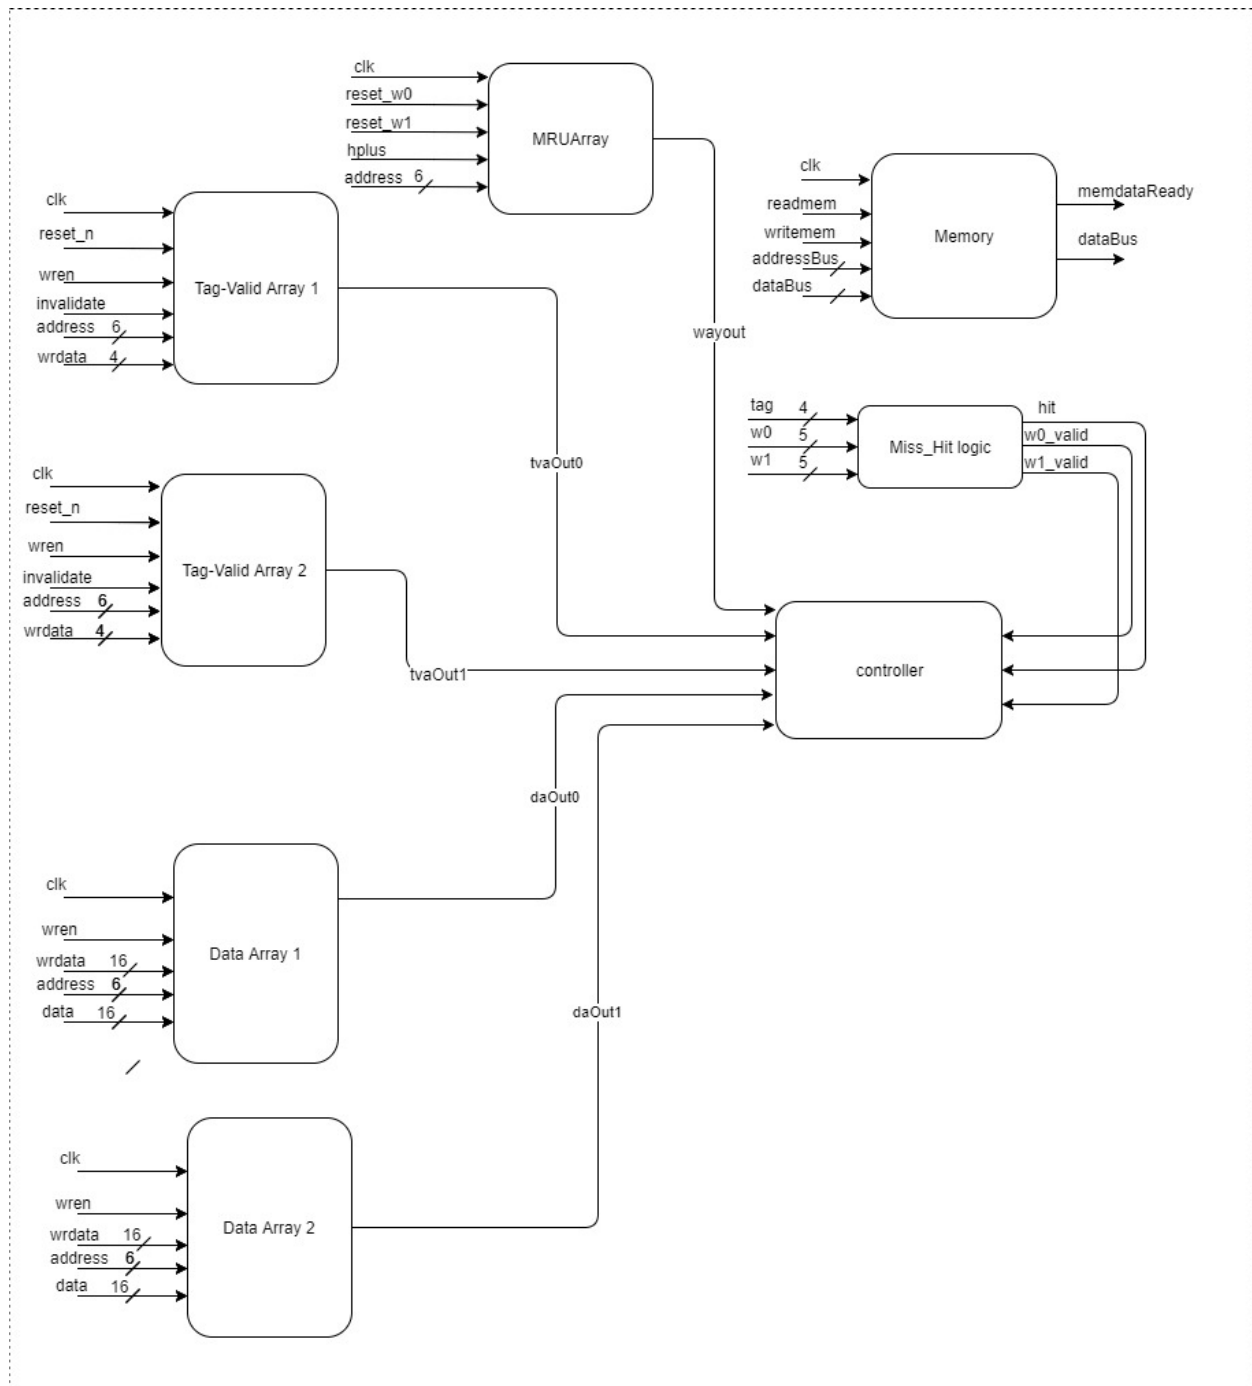 clk
reset_w0
reset_w1
hplus
address 6
MRUArray
clk
reset_n
wren
invalidate
address 6
wrdata 4
Tag-Valid Array 1
clk
readmem
writemem
addressBus
dataBus
Memory
memdataReady
dataBus
wayout
tag 4
w0 5
w1 5
Miss_Hit logic
hit
w0_valid
w1_valid
tvaOut0
clk
reset_n
wren
invalidate
address 6
wrdata 4
Tag-Valid Array 2
tvaOut1
controller
daOut0
clk
wren
wrdata 16
address 6
data 16
Data Array 1
daOut1
clk
wren
wrdata 16
address 6
data 16
Data Array 2